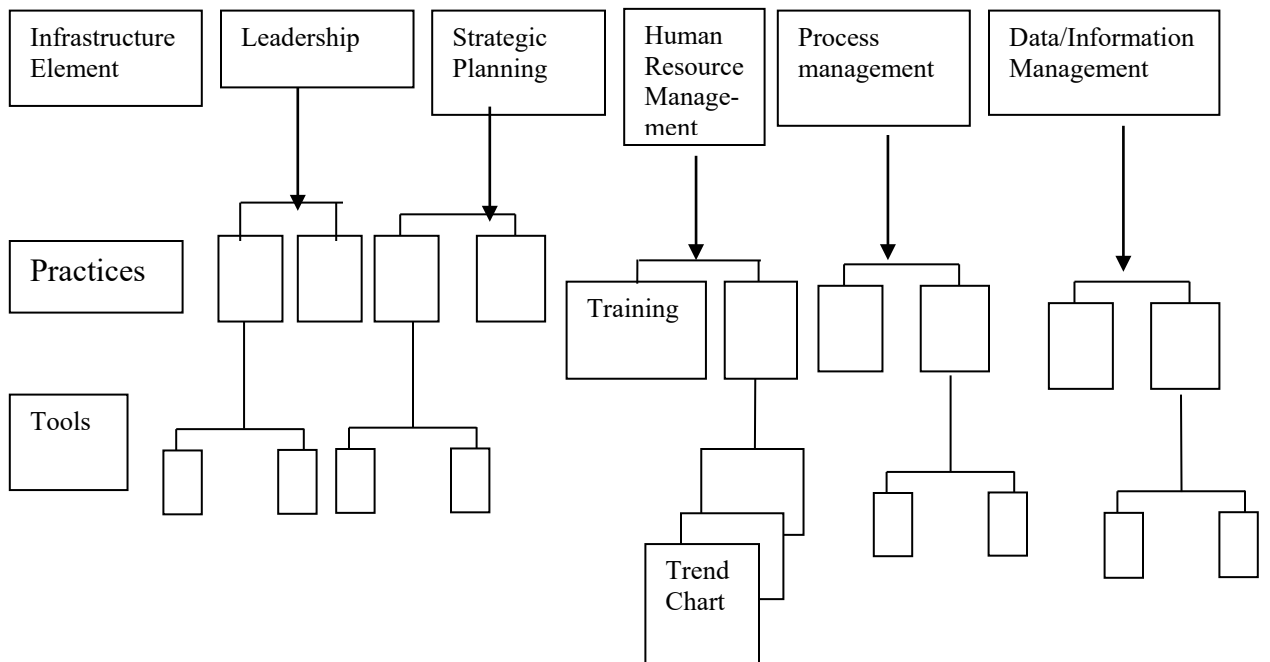 Infrastructure
Element
Leadership
Strategic
Planning
Human
Resource
Manage-
ment
Process
management
Data/Information
Management
Practices
Training
Tools
Trend
Chart